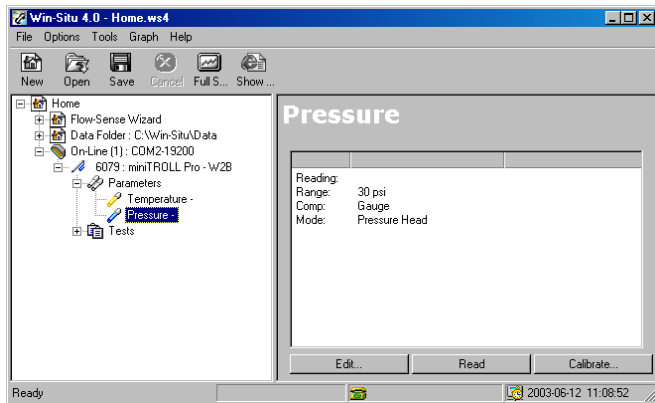 Win-Situ 4.0 - Home.ws4
File Options Tools Graph Help
New Open Save Cancel Full S... Show ...
Home
Flow-Sense Wizard
Data Folder : C:\Win-Situ\Data
On-Line (1) : COM2-19200
6079 : miniTROLL Pro - W2B
Parameters
Temperature -
Pressure -
Tests
Pressure
Reading:
Range: 30 psi
Comp: Gauge
Mode: Pressure Head
Edit... Read Calibrate...
Ready 2003-06-12 11:08:52